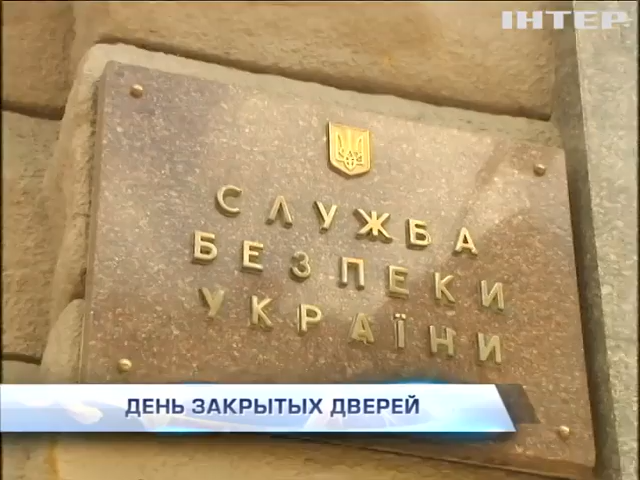 ІНТЕР
СЛУЖБА
БЕЗПЕКИ
УКРАЇНИ
ДЕНЬ ЗАКРЫТЫХ ДВЕРЕЙ